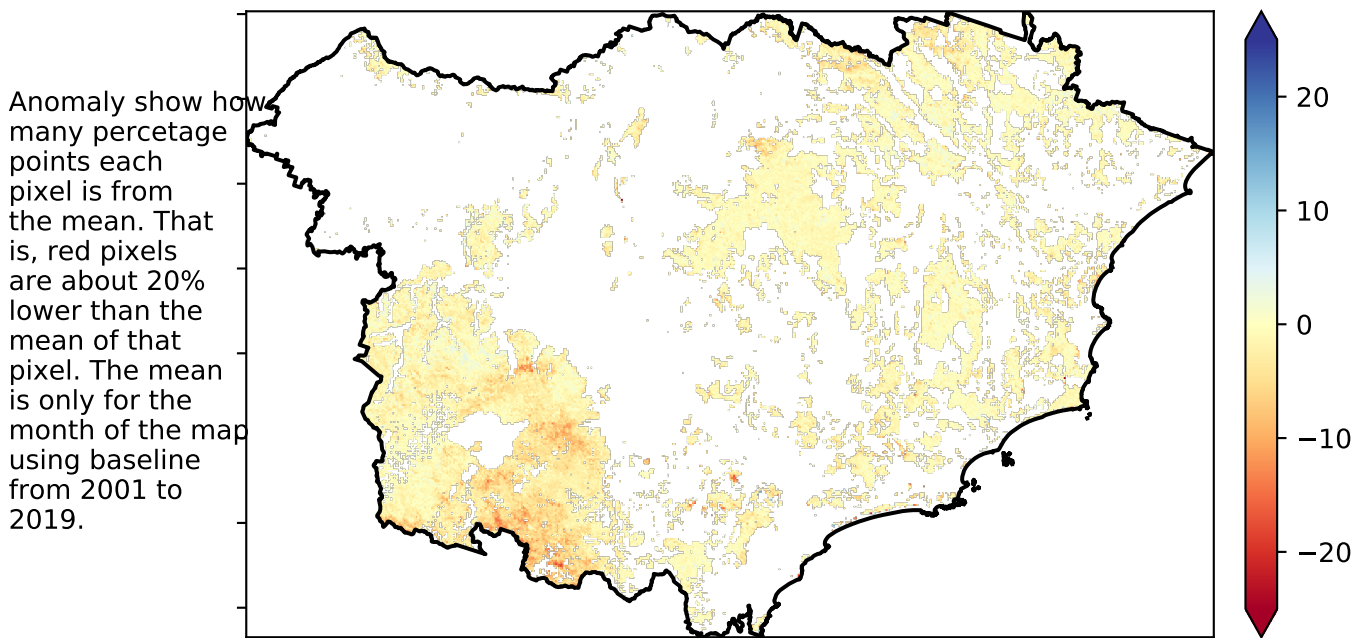 Anomaly show how
many percetage
points each
pixel is from
the mean. That
is, red pixels
are about 20%
lower than the
mean of that
pixel. The mean
is only for the
month of the map
using baseline
from 2001 to
2019.
20
10
0
−10
−20